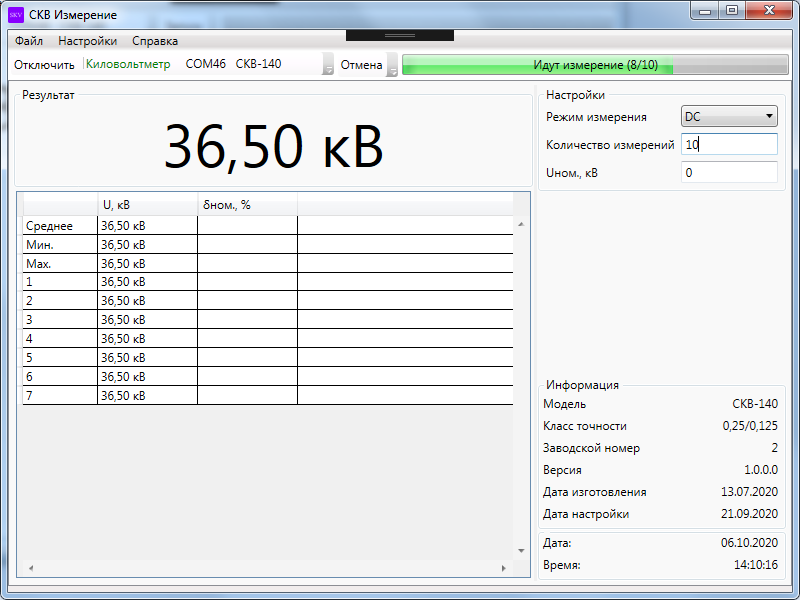 SKV СКВ Измерение
Файл Настройки Справка
Отключить Киловольтметр COM46 СКВ-140 Отмена Идут измерение (8/10)
Результат
36,50 кВ
U, кВ δном., %
Среднее 36,50 кВ
Мин. 36,50 кВ
Мах. 36,50 кВ
1 36,50 кВ
2 36,50 кВ
3 36,50 кВ
4 36,50 кВ
5 36,50 кВ
6 36,50 кВ
7 36,50 кВ
Настройки
Режим измерения DC
Количество измерений 10
Uном., кВ 0
Информация
Модель СКВ-140
Класс точности 0,25/0,125
Заводской номер 2
Версия 1.0.0.0
Дата изготовления 13.07.2020
Дата настройки 21.09.2020
Дата: 06.10.2020
Время: 14:10:16